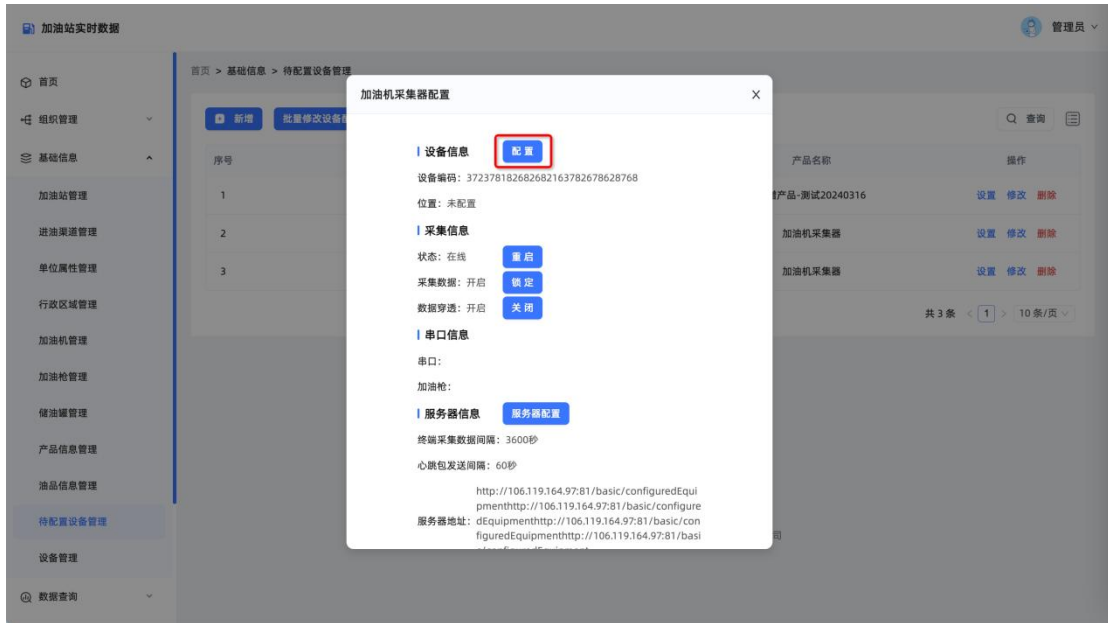 加油站实时数据
管理员
首页 > 基础信息 > 待配置设备管理
首页
组织管理
基础信息
加油站管理
进油渠道管理
单位属性管理
行政区域管理
加油机管理
加油枪管理
储油罐管理
产品信息管理
油品信息管理
待配置设备管理
设备管理
数据查询
新增 批量修改设备
查询
序号 产品名称 操作
1 产品-测试20240316 设置 修改 删除
2 加油机采集器 设置 修改 删除
3 加油机采集器 设置 修改 删除
共 3 条 < 1 > 10 条/页
加油机采集器配置 X
设备信息 配 置
设备编码：372378182682682163782678628768
位置：未配置
采集信息
状态：在线 重 启
采集数据：开启 锁 定
数据穿透：开启 关 闭
串口信息
串口：
加油枪：
服务器信息 服务器配置
终端采集数据间隔：3600秒
心跳包发送间隔：60秒
http://106.119.164.97:81/basic/configuredEqui
pmenthttp://106.119.164.97:81/basic/configure
服务器地址：dEquipmenthttp://106.119.164.97:81/basic/con
figuredEquipmenthttp://106.119.164.97:81/basi